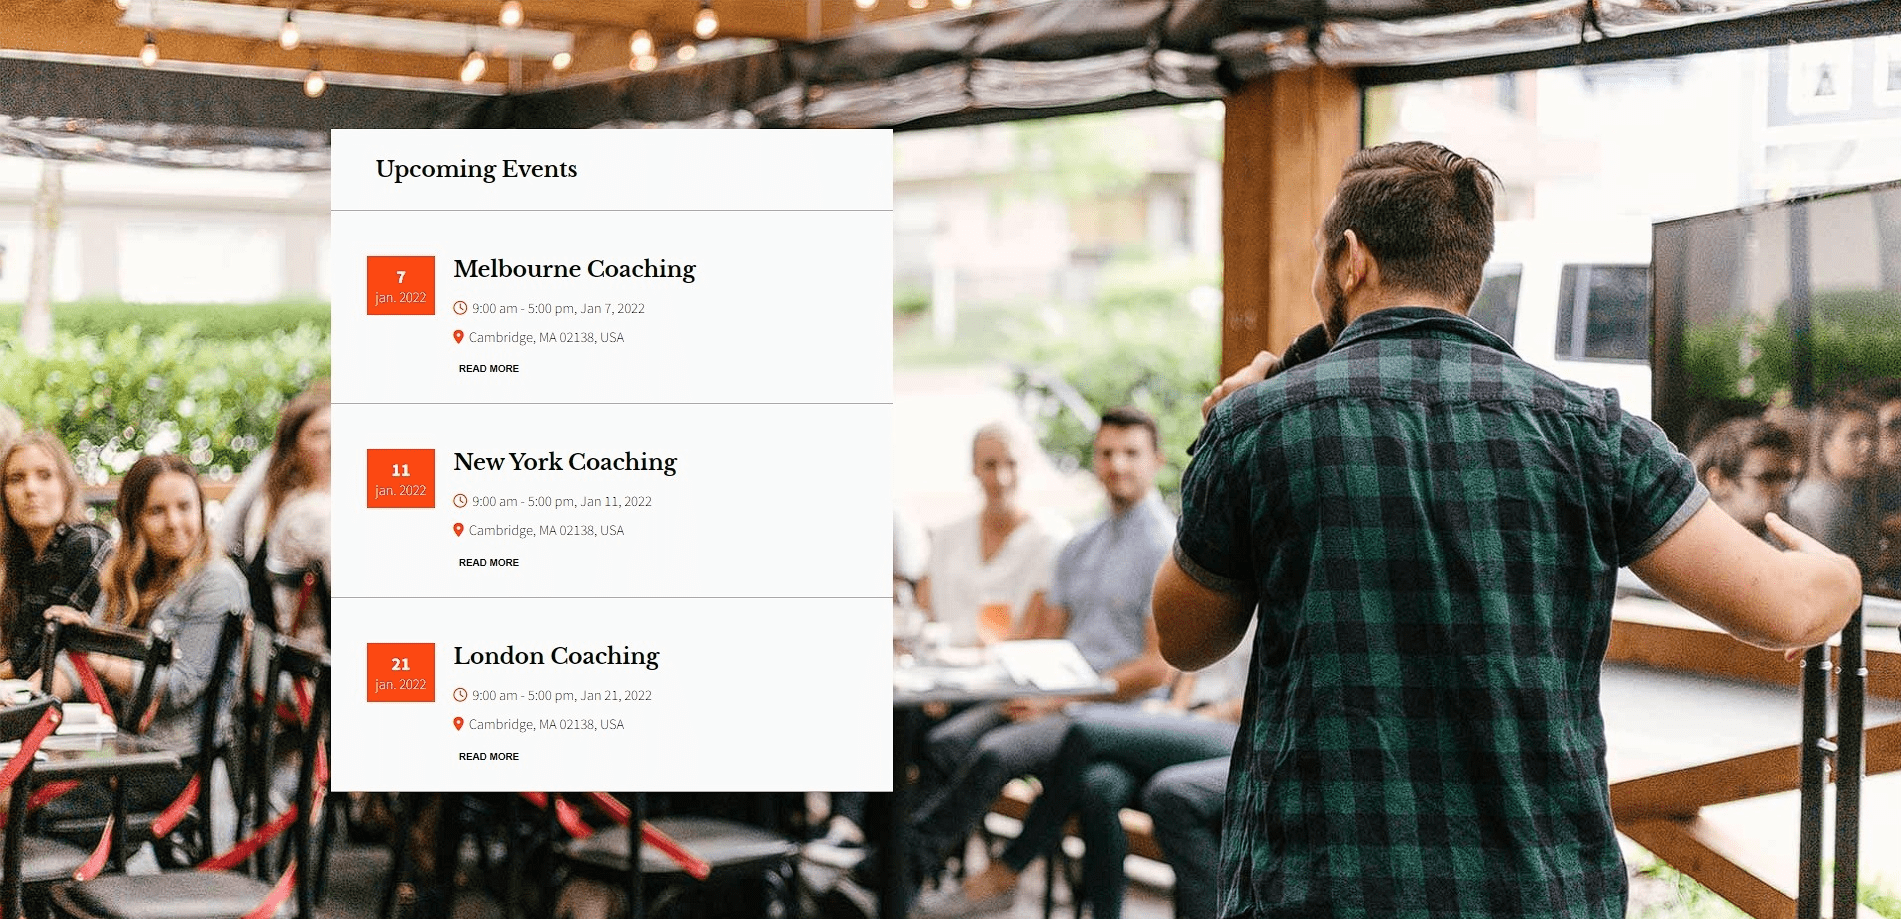 Upcoming Events
7
jan. 2022
Melbourne Coaching
9:00 am - 5:00 pm, Jan 7, 2022
Cambridge, MA 02138, USA
READ MORE
11
jan. 2022
New York Coaching
9:00 am - 5:00 pm, Jan 11, 2022
Cambridge, MA 02138, USA
READ MORE
21
jan. 2022
London Coaching
9:00 am - 5:00 pm, Jan 21, 2022
Cambridge, MA 02138, USA
READ MORE